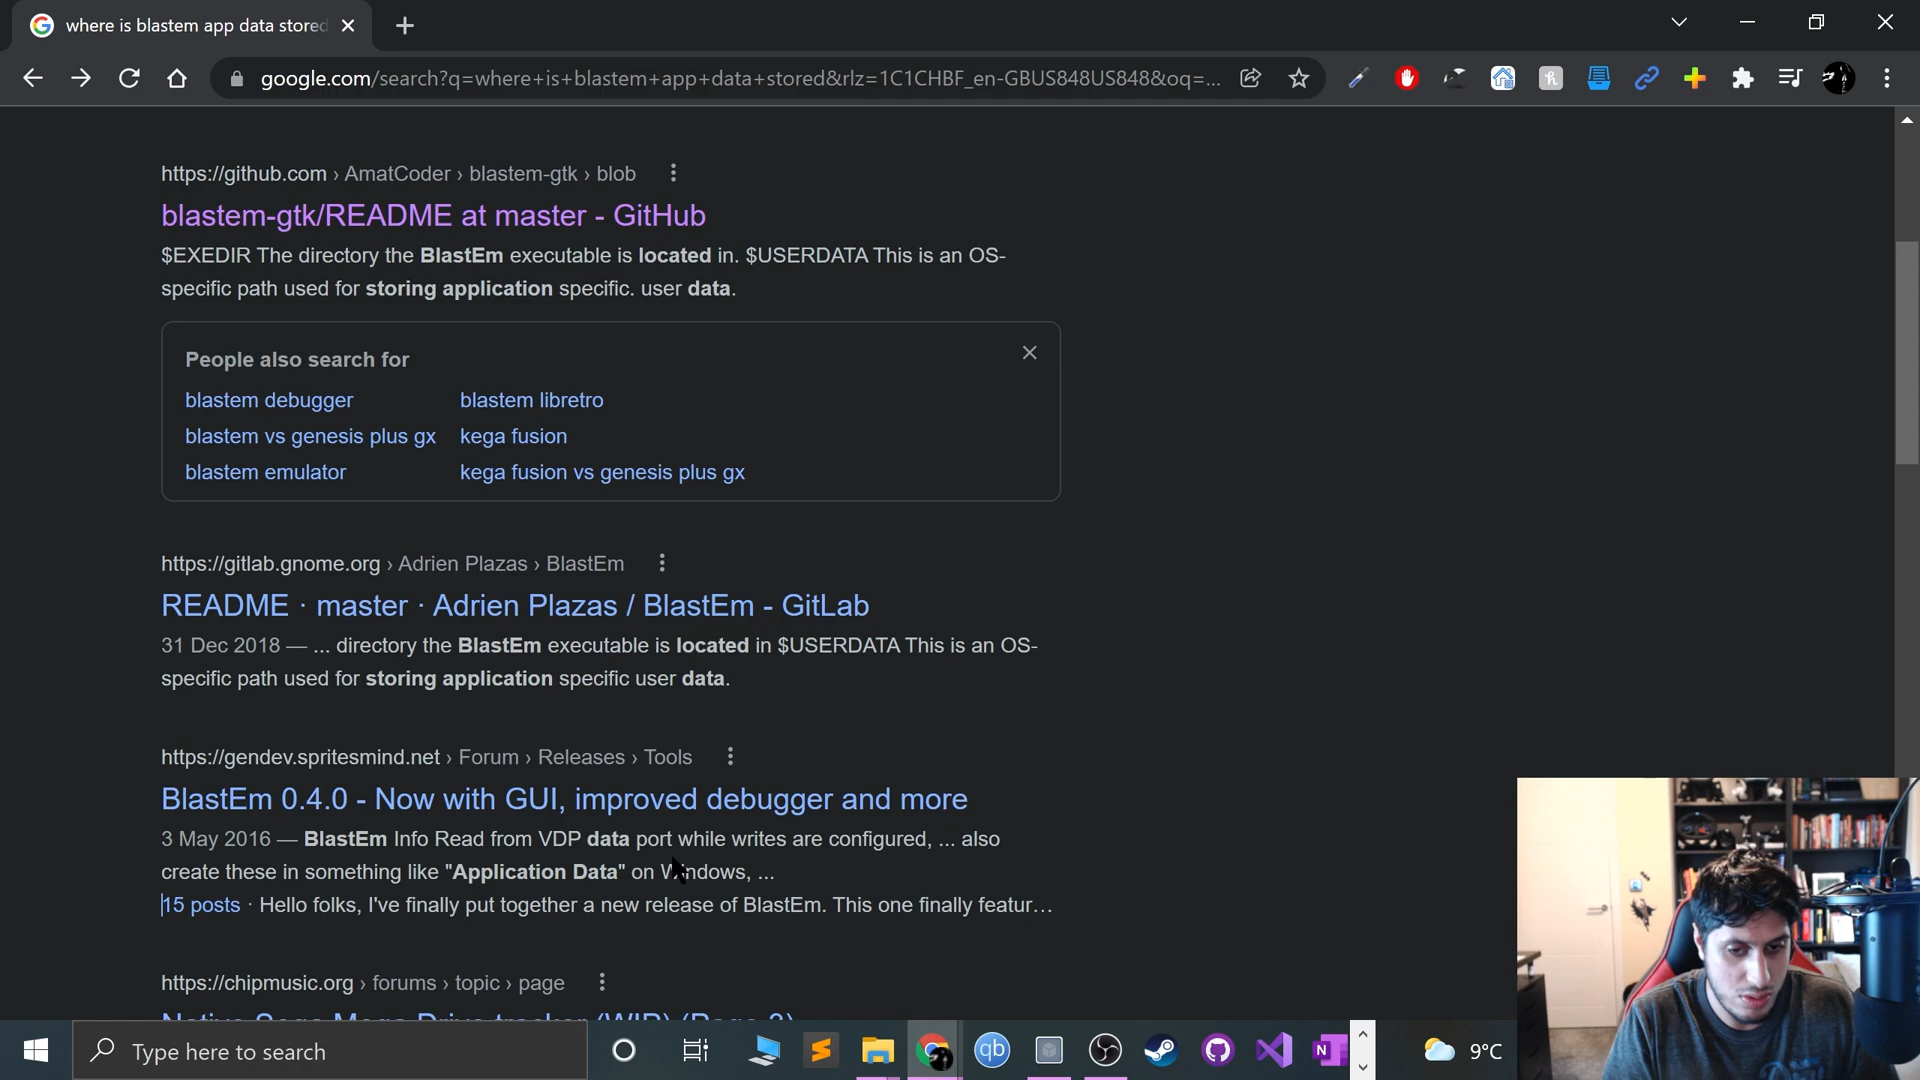 where is blastem app data stored
google.com/search?q=where+is+blastem+app+data+stored&rlz=1C1CHBF_en-GBUS848US848&oq=...
https://github.com › AmatCoder › blastem-gtk › blob
blastem-gtk/README at master - GitHub
$EXEDIR The directory the BlastEm executable is located in. $USERDATA This is an OS-
specific path used for storing application specific. user data.
People also search for
blastem debugger blastem libretro
blastem vs genesis plus gx kega fusion
blastem emulator kega fusion vs genesis plus gx
https://gitlab.gnome.org › Adrien Plazas › BlastEm
README · master · Adrien Plazas / BlastEm - GitLab
31 Dec 2018 — ... directory the BlastEm executable is located in $USERDATA This is an OS-
specific path used for storing application specific user data.
https://gendev.spritesmind.net › Forum › Releases › Tools
BlastEm 0.4.0 - Now with GUI, improved debugger and more
3 May 2016 — BlastEm Info Read from VDP data port while writes are configured, ... also
create these in something like "Application Data" on Windows, ...
15 posts · Hello folks, I've finally put together a new release of BlastEm. This one finally featur...
https://chipmusic.org › forums › topic › page
Native Sega Mega Drive tracker (WIP) (Page 3)
Type here to search
qb
N
9°C